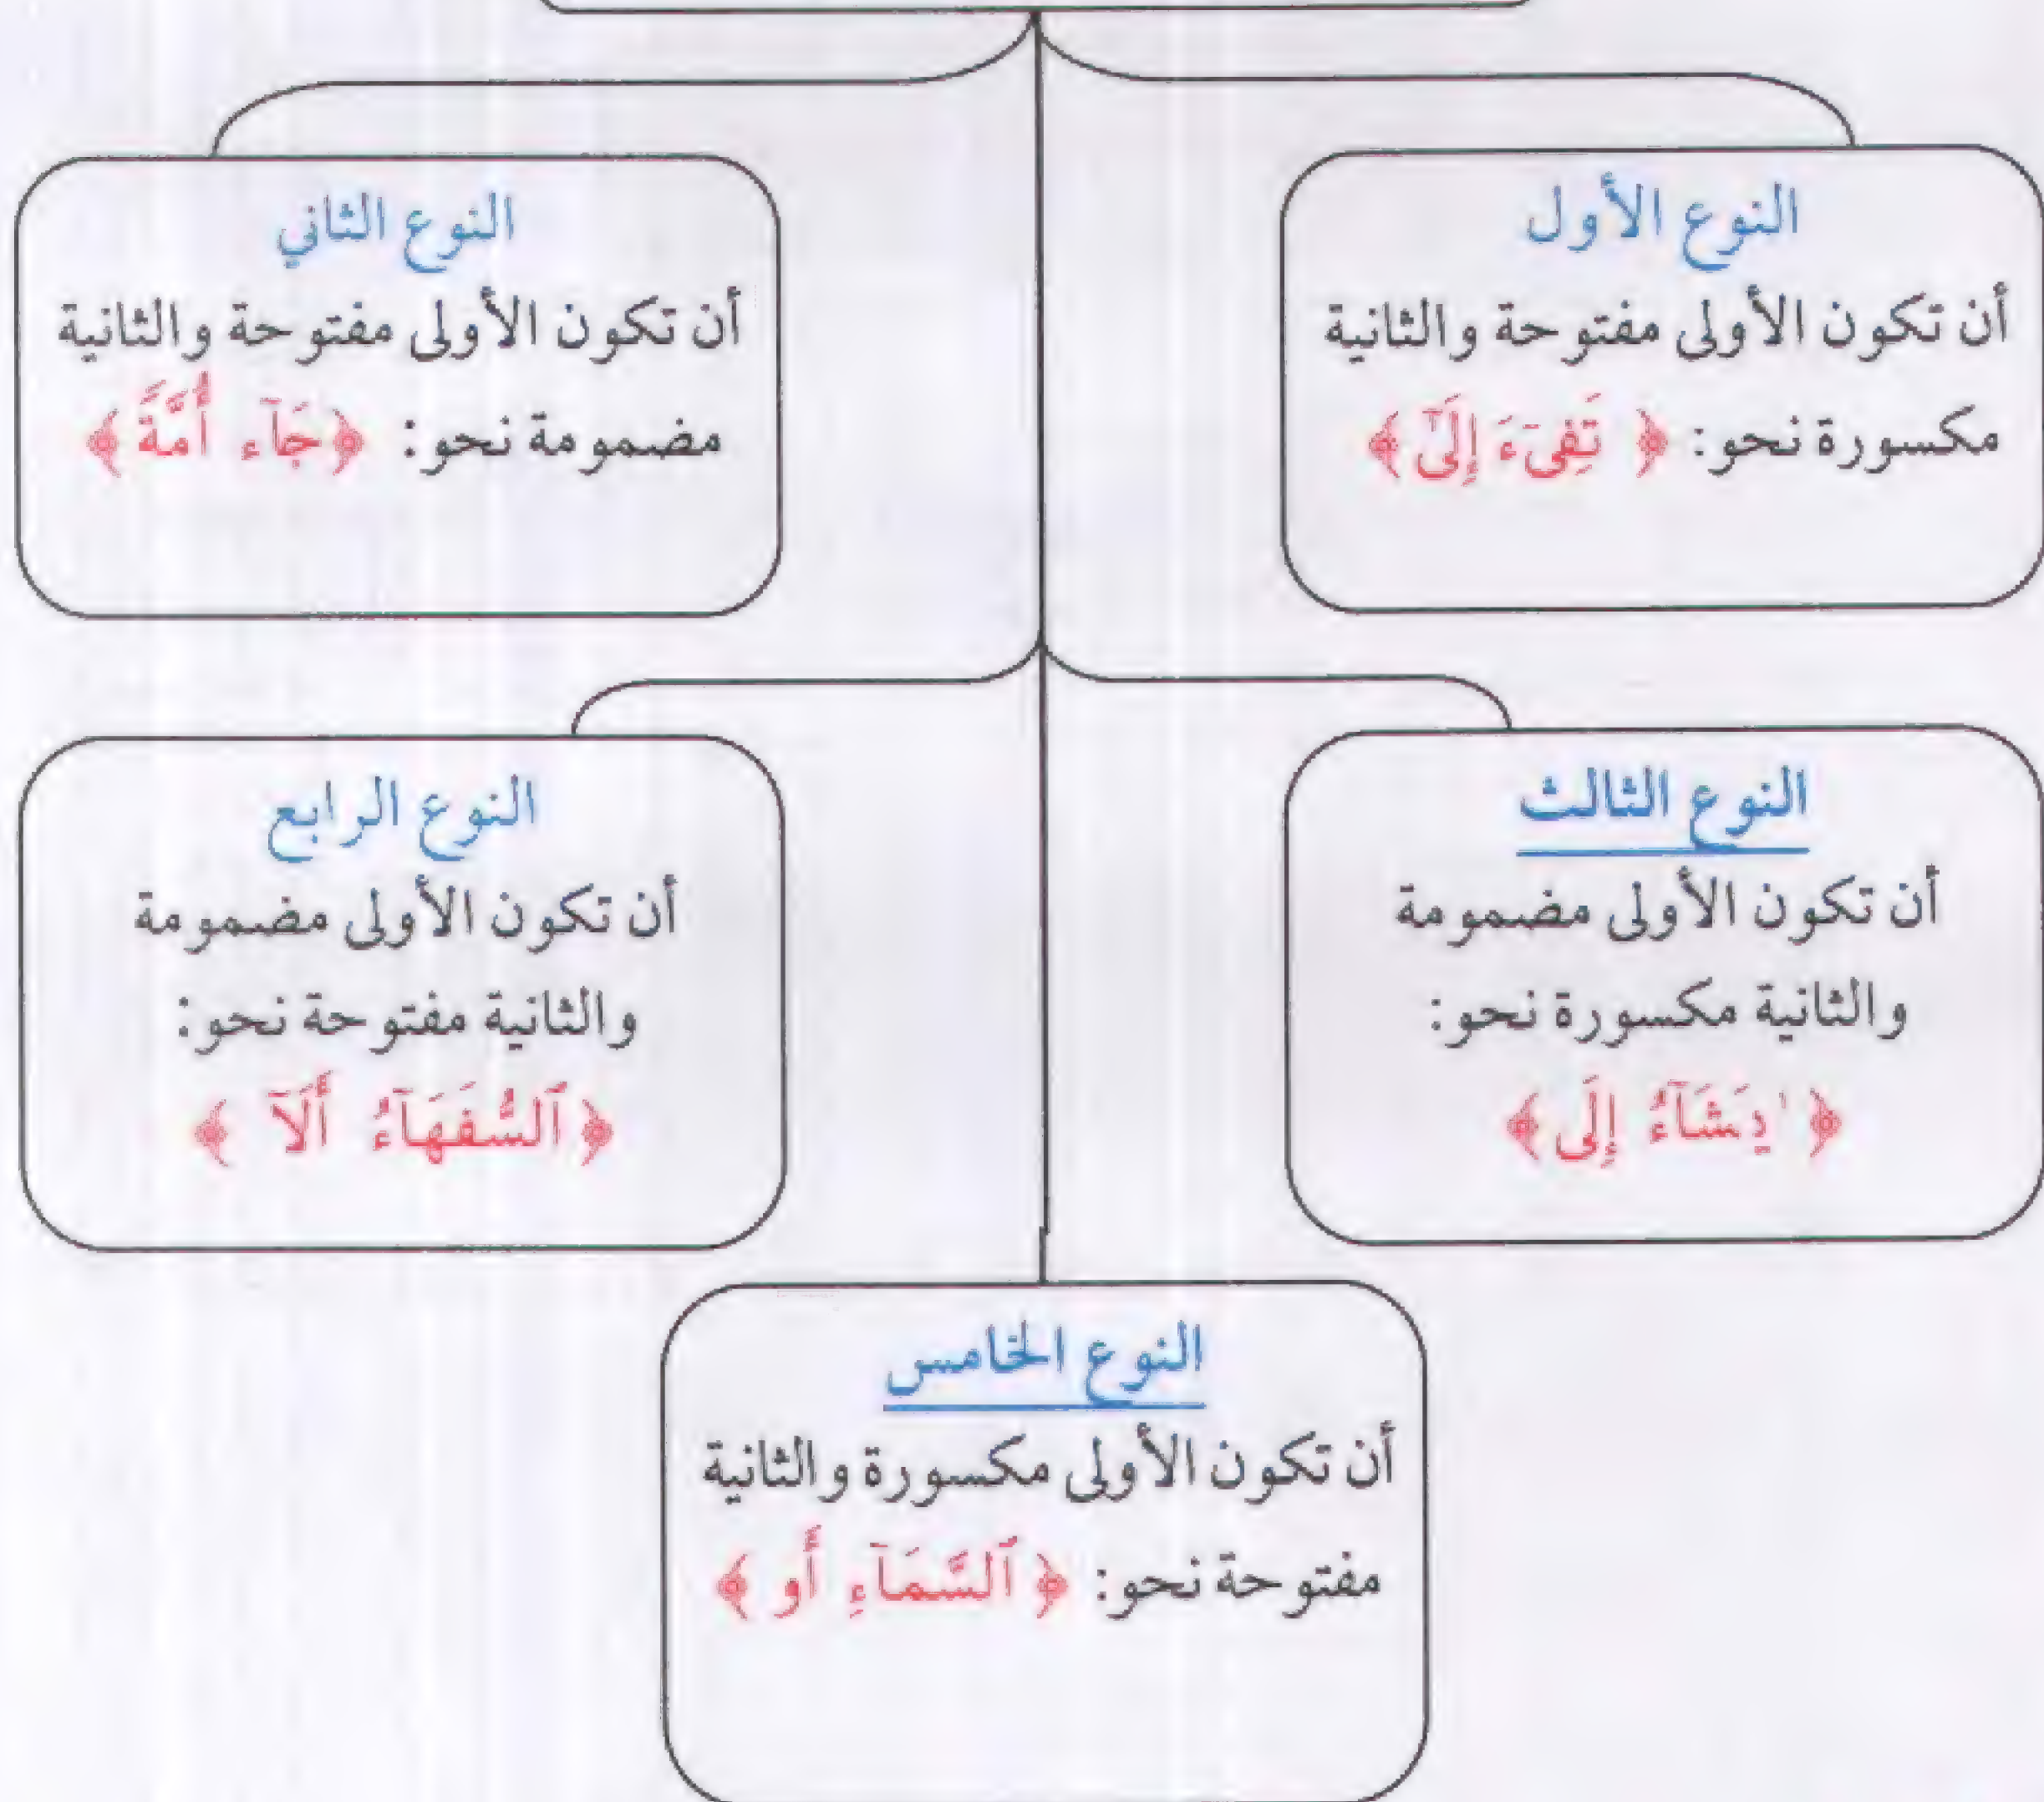 النوع الأول
أن تكون الأولى مفتوحة والثانية
مكسورة نحو: ﴿ تَفِىٓءَ إِلَىٰٓ ﴾
النوع الثاني
أن تكون الأولى مفتوحة والثانية
مضمومة نحو: ﴿جَآء أُمَّةَ ﴾
النوع الثالث
أن تكون الأولى مضمومة
والثانية مكسورة نحو:
﴿ يَشَآءُ إِلَى ﴾
النوع الرابع
أن تكون الأولى مضمومة
والثانية مفتوحة نحو:
﴿ ٱلسُّفَهَآءُ أَلَآ ﴾
النوع الخامس
أن تكون الأولى مكسورة والثانية
مفتوحة نحو: ﴿ ٱلسَّمَآءِ أَو ﴾